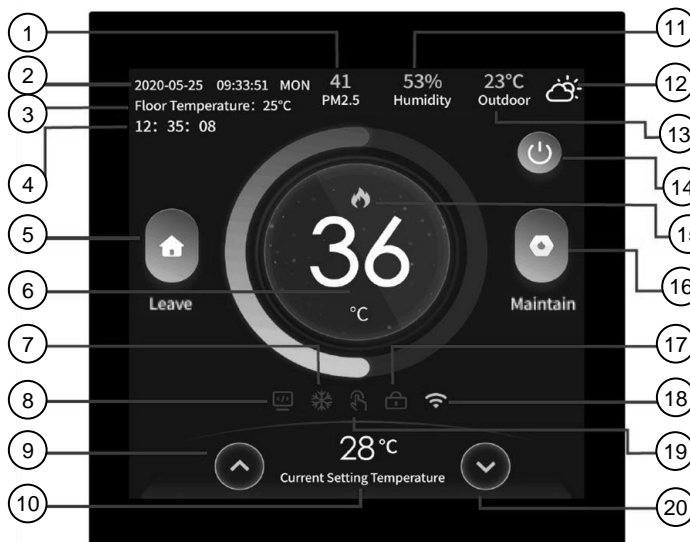 1
2
3
4
5
6
7
8
9
10
11
12
13
14
15
16
17
18
19
20
2020-05-25 09:33:51 MON
41
PM2.5
53%
Humidity
23°C
Outdoor
Floor Temperature: 25°C
12: 35: 08
36
°C
Leave
Maintain
</>
28°C
Current Setting Temperature